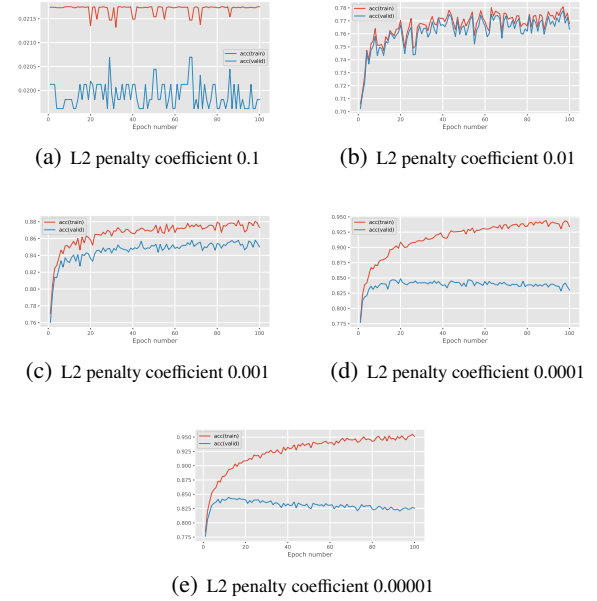 0.0215
0.0210
0.0205
0.0200
acc(train)
acc(valid)
1 20 40 60 80 100
Epoch number
(a) L2 penalty coefficient 0.1
0.78
0.77
0.76
0.75
0.74
0.73
0.72
0.71
0.70
acc(train)
acc(valid)
0 20 40 60 80 100
Epoch number
(b) L2 penalty coefficient 0.01
0.88
0.86
0.84
0.82
0.80
0.78
0.76
acc(train)
acc(valid)
0 20 40 60 80 100
Epoch number
(c) L2 penalty coefficient 0.001
0.950
0.925
0.900
0.875
0.850
0.825
0.800
0.775
acc(train)
acc(valid)
0 20 40 60 80 100
Epoch number
(d) L2 penalty coefficient 0.0001
0.950
0.925
0.900
0.875
0.850
0.825
0.800
0.775
acc(train)
acc(valid)
0 20 40 60 80 100
Epoch number
(e) L2 penalty coefficient 0.00001